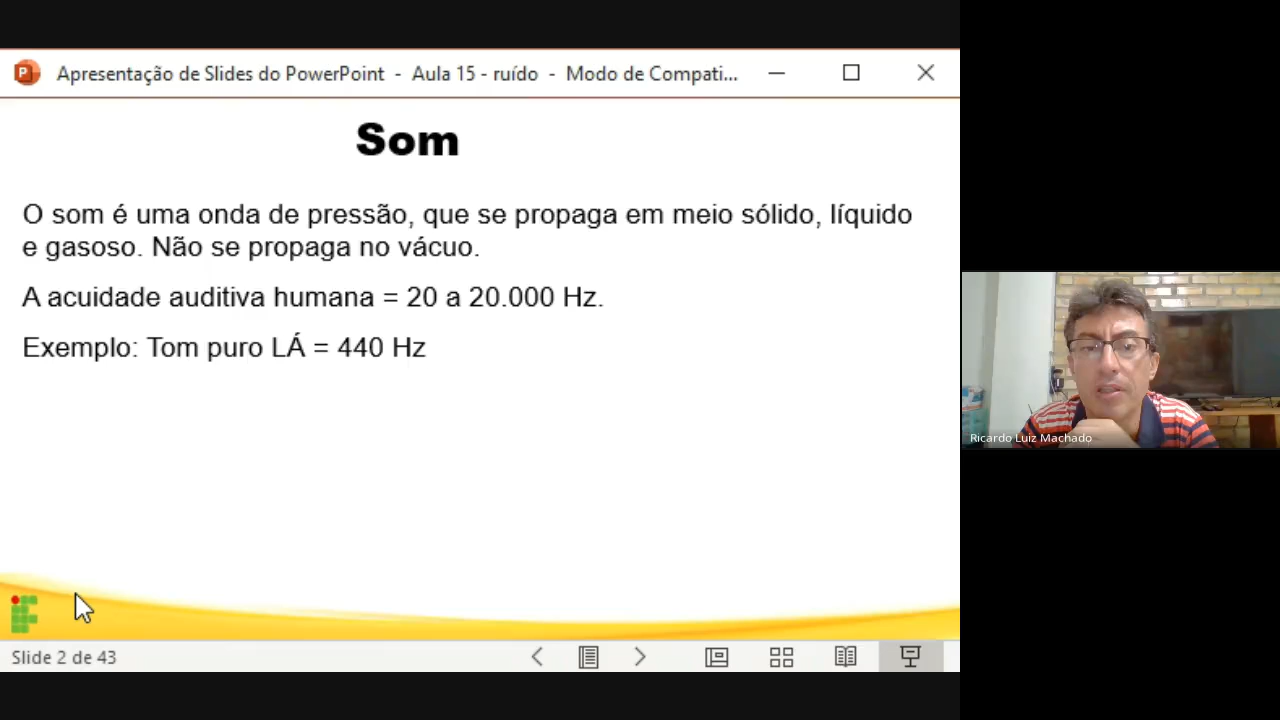 Apresentação de Slides do PowerPoint - Aula 15 - ruído - Modo de Compati...
Som
O som é uma onda de pressão, que se propaga em meio sólido, líquido
e gasoso. Não se propaga no vácuo.
A acuidade auditiva humana = 20 a 20.000 Hz.
Exemplo: Tom puro LÁ = 440 Hz
Ricardo Luiz Machado
Slide 2 de 43